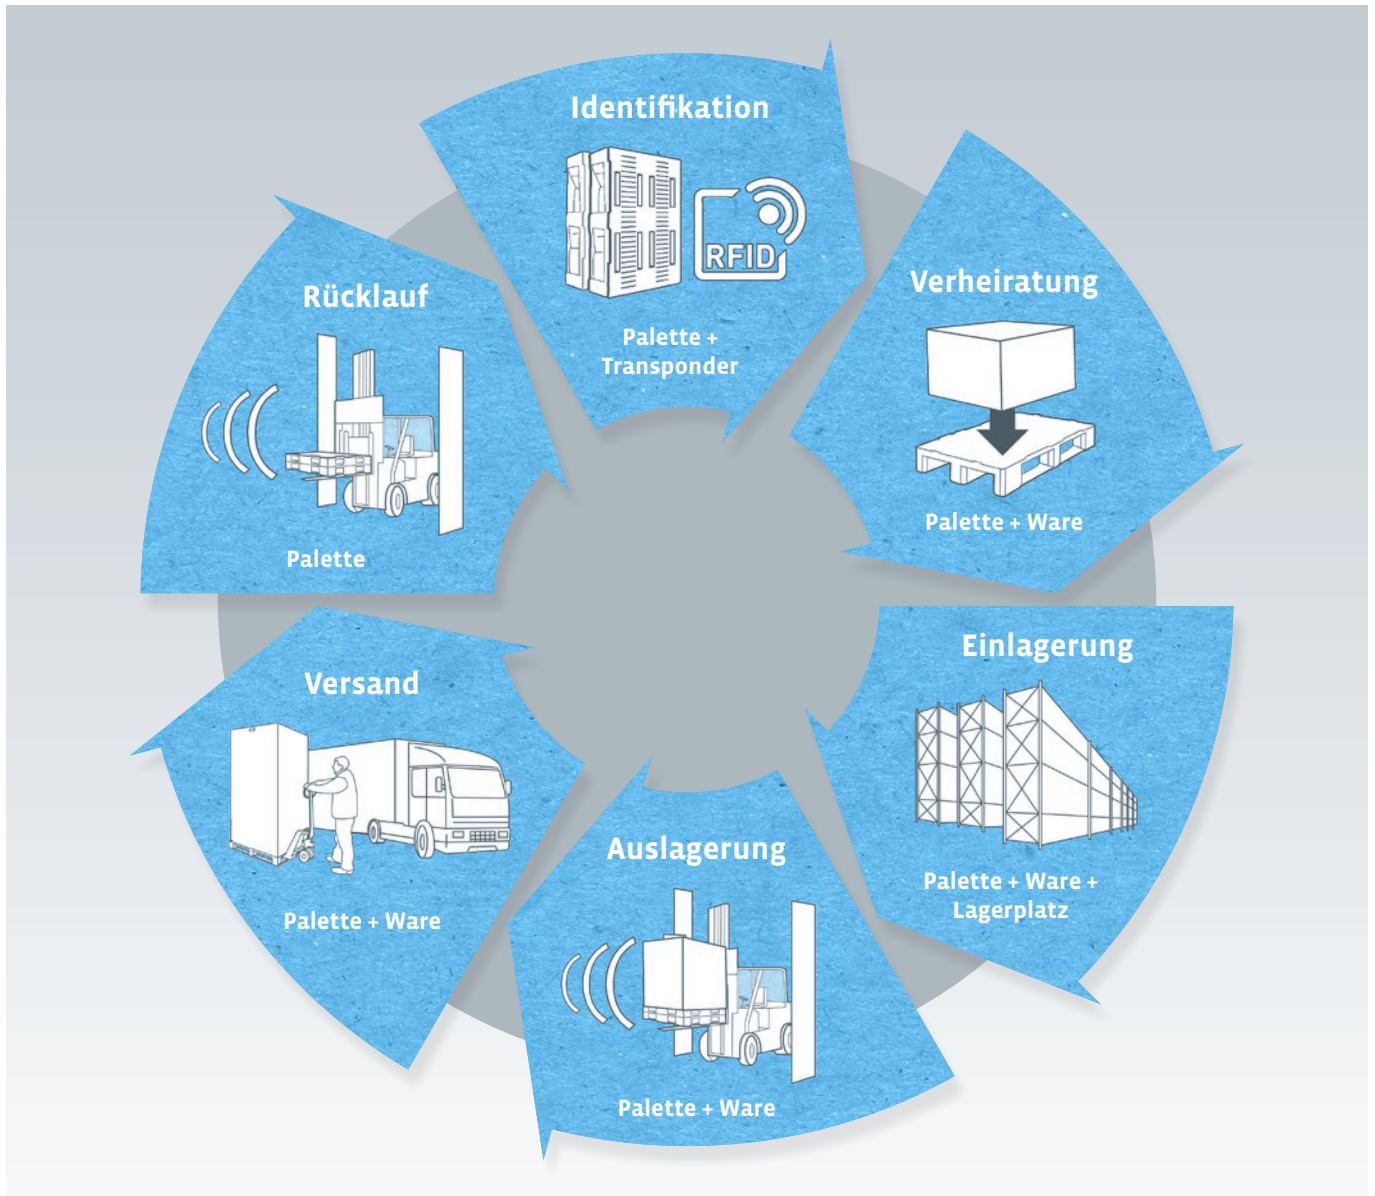 Identifikation
RFID
Palette +
Transponder
Verheiratung
Palette + Ware
Einlagerung
Palette + Ware +
Lagerplatz
Auslagerung
Palette + Ware
Versand
Palette + Ware
Rücklauf
Palette